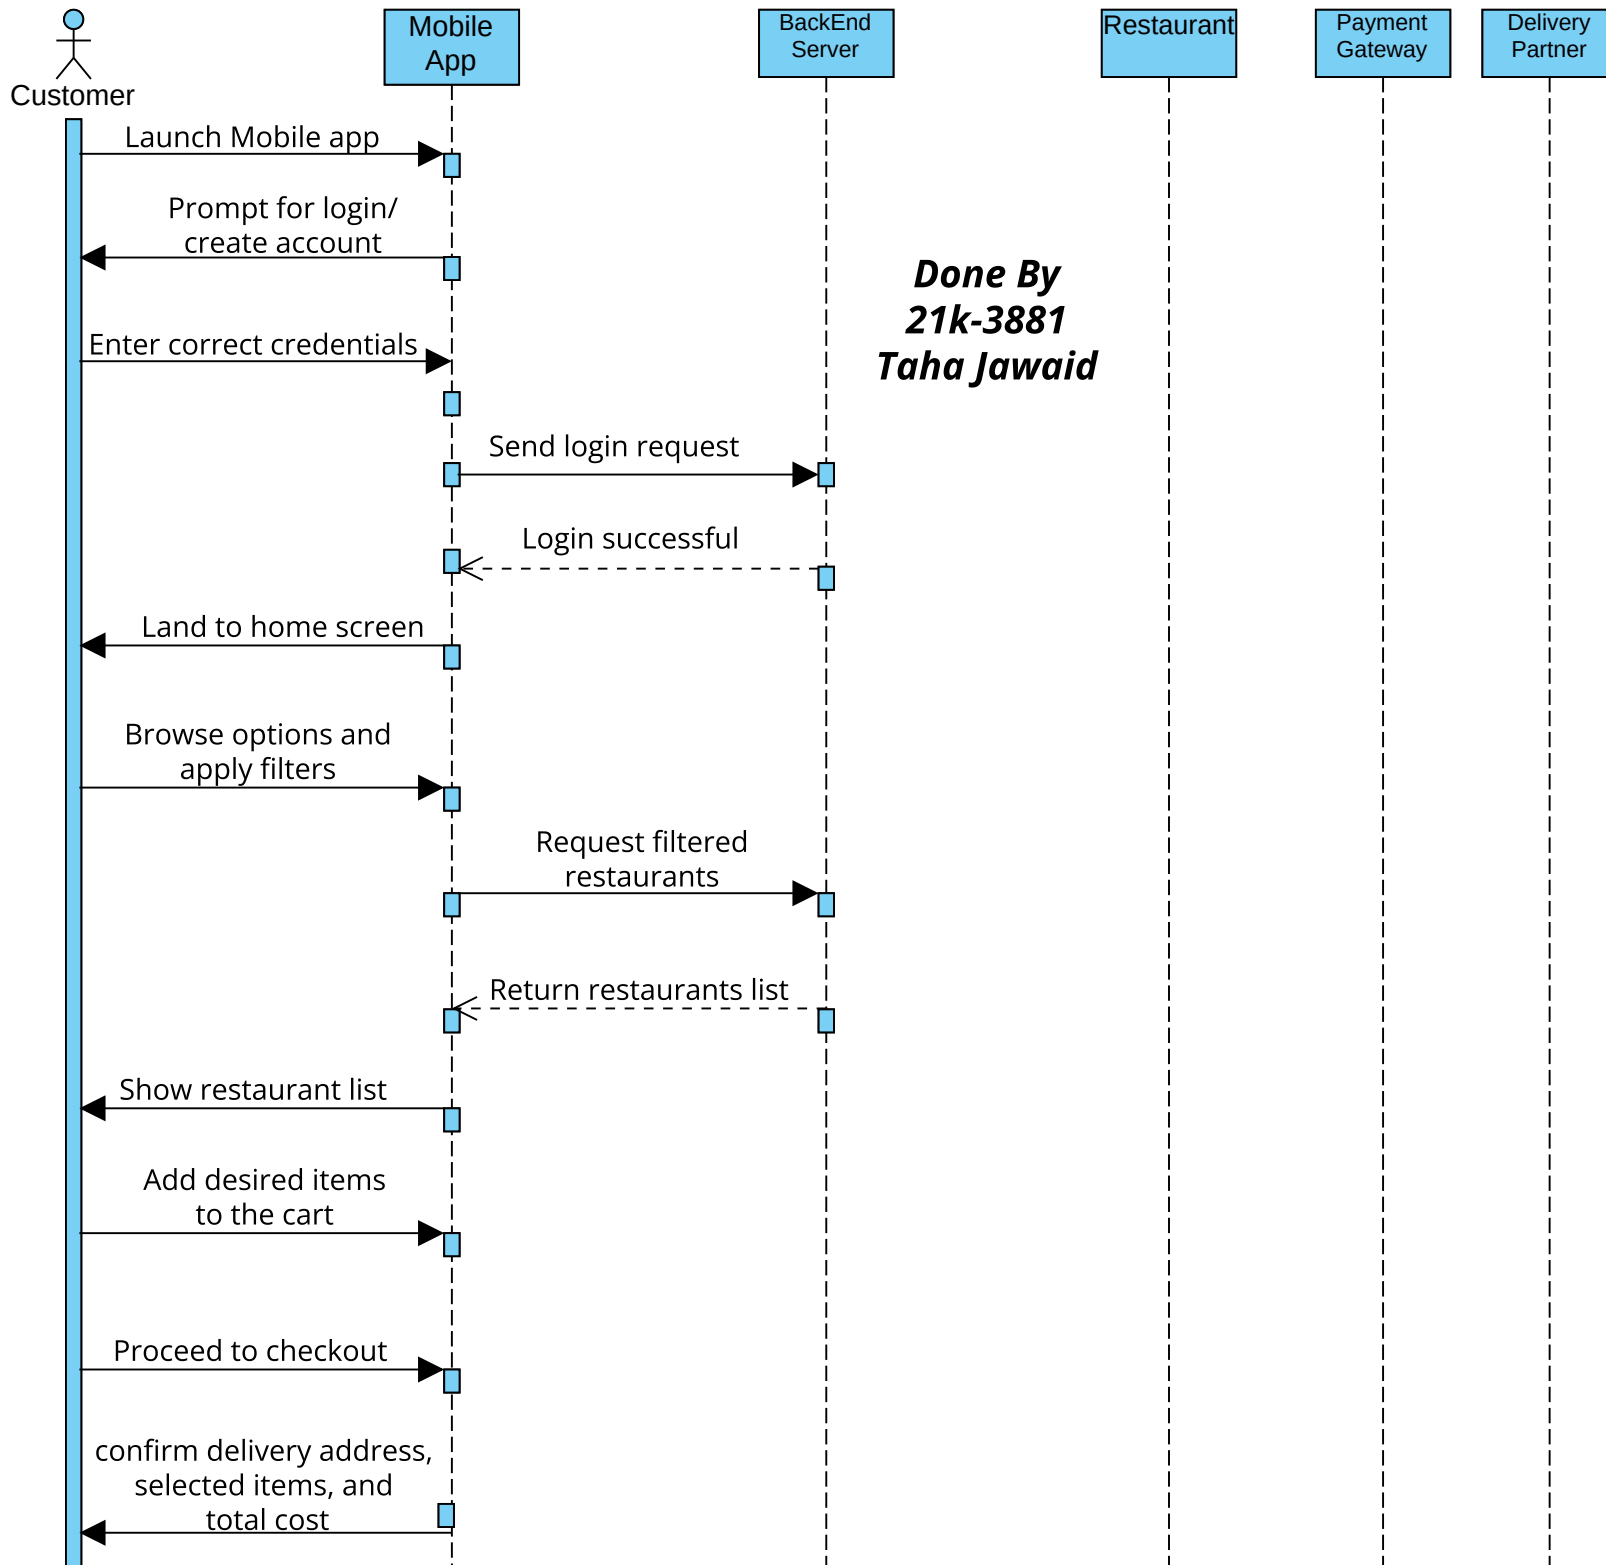 Customer
Mobile
App
BackEnd
Server
Restaurant
Payment
Gateway
Delivery
Partner
Launch Mobile app
Prompt for login/
create account
Done By
21k-3881
Taha Jawaid
Enter correct credentials
Send login request
Login successful
Land to home screen
Browse options and
apply filters
Request filtered
restaurants
Return restaurants list
Show restaurant list
Add desired items
to the cart
Proceed to checkout
confirm delivery address,
selected items, and
total cost